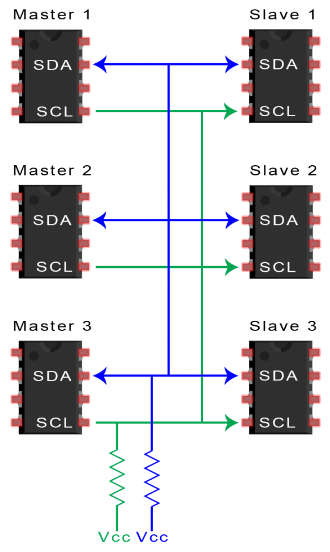 Master 1 Slave 1
SDA SDA
SCL SCL
Master 2 Slave 2
SDA SDA
SCL SCL
Master 3 Slave 3
SDA SDA
SCL SCL
Vcc Vcc